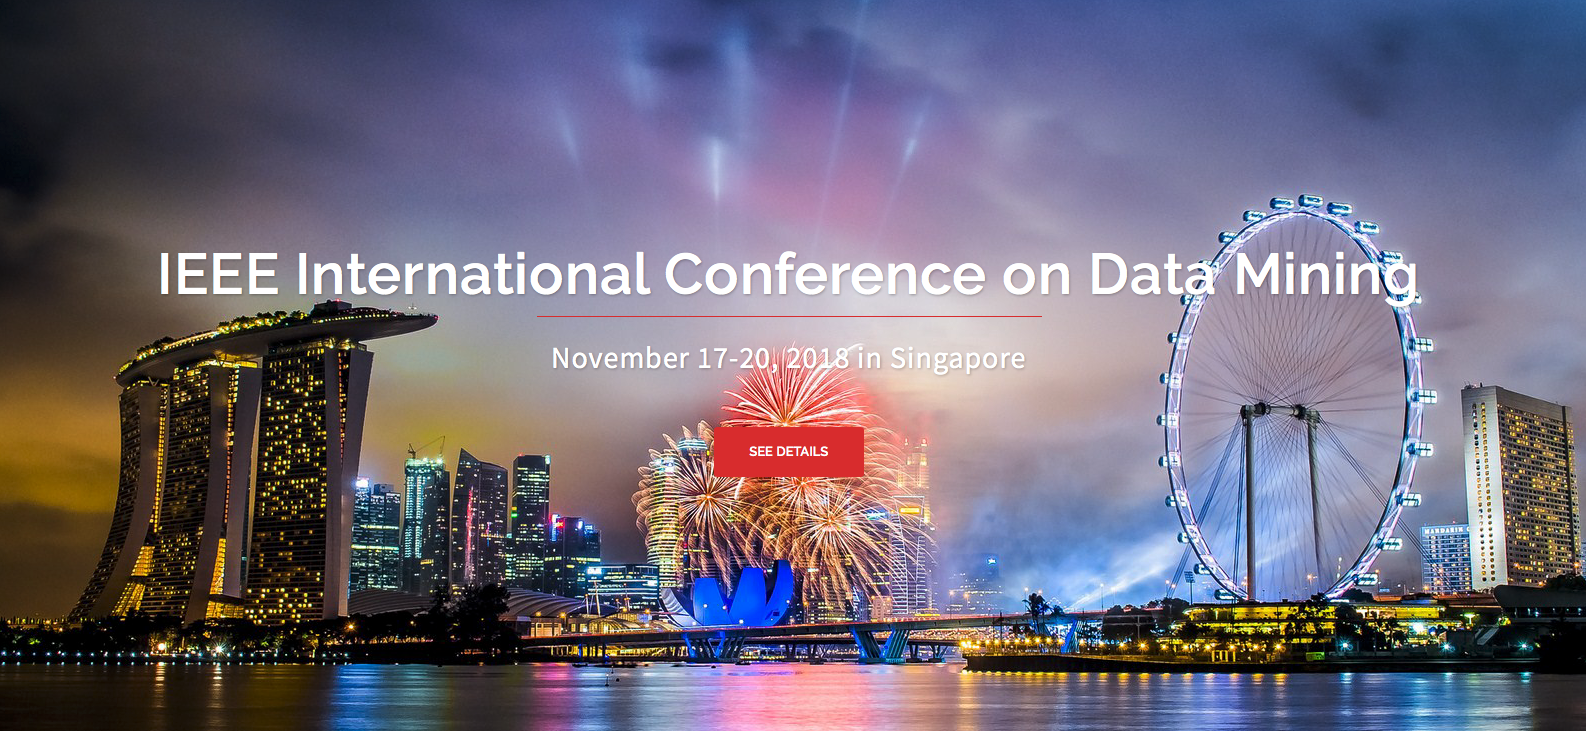 IEEE International Conference on Data Mining
November 17-20, 2018 in Singapore
SEE DETAILS